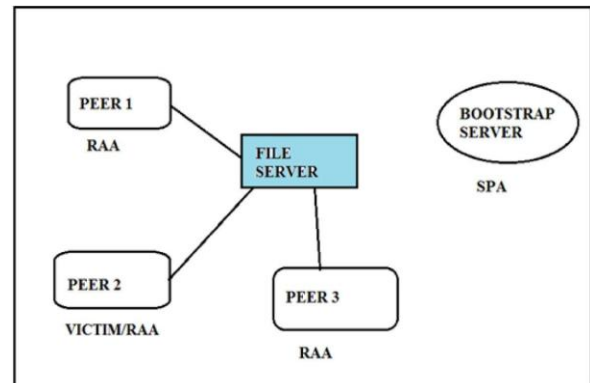 PEER 1
RAA
FILE
SERVER
BOOTSTRAP
SERVER
SPA
PEER 2
VICTIM/RAA
PEER 3
RAA